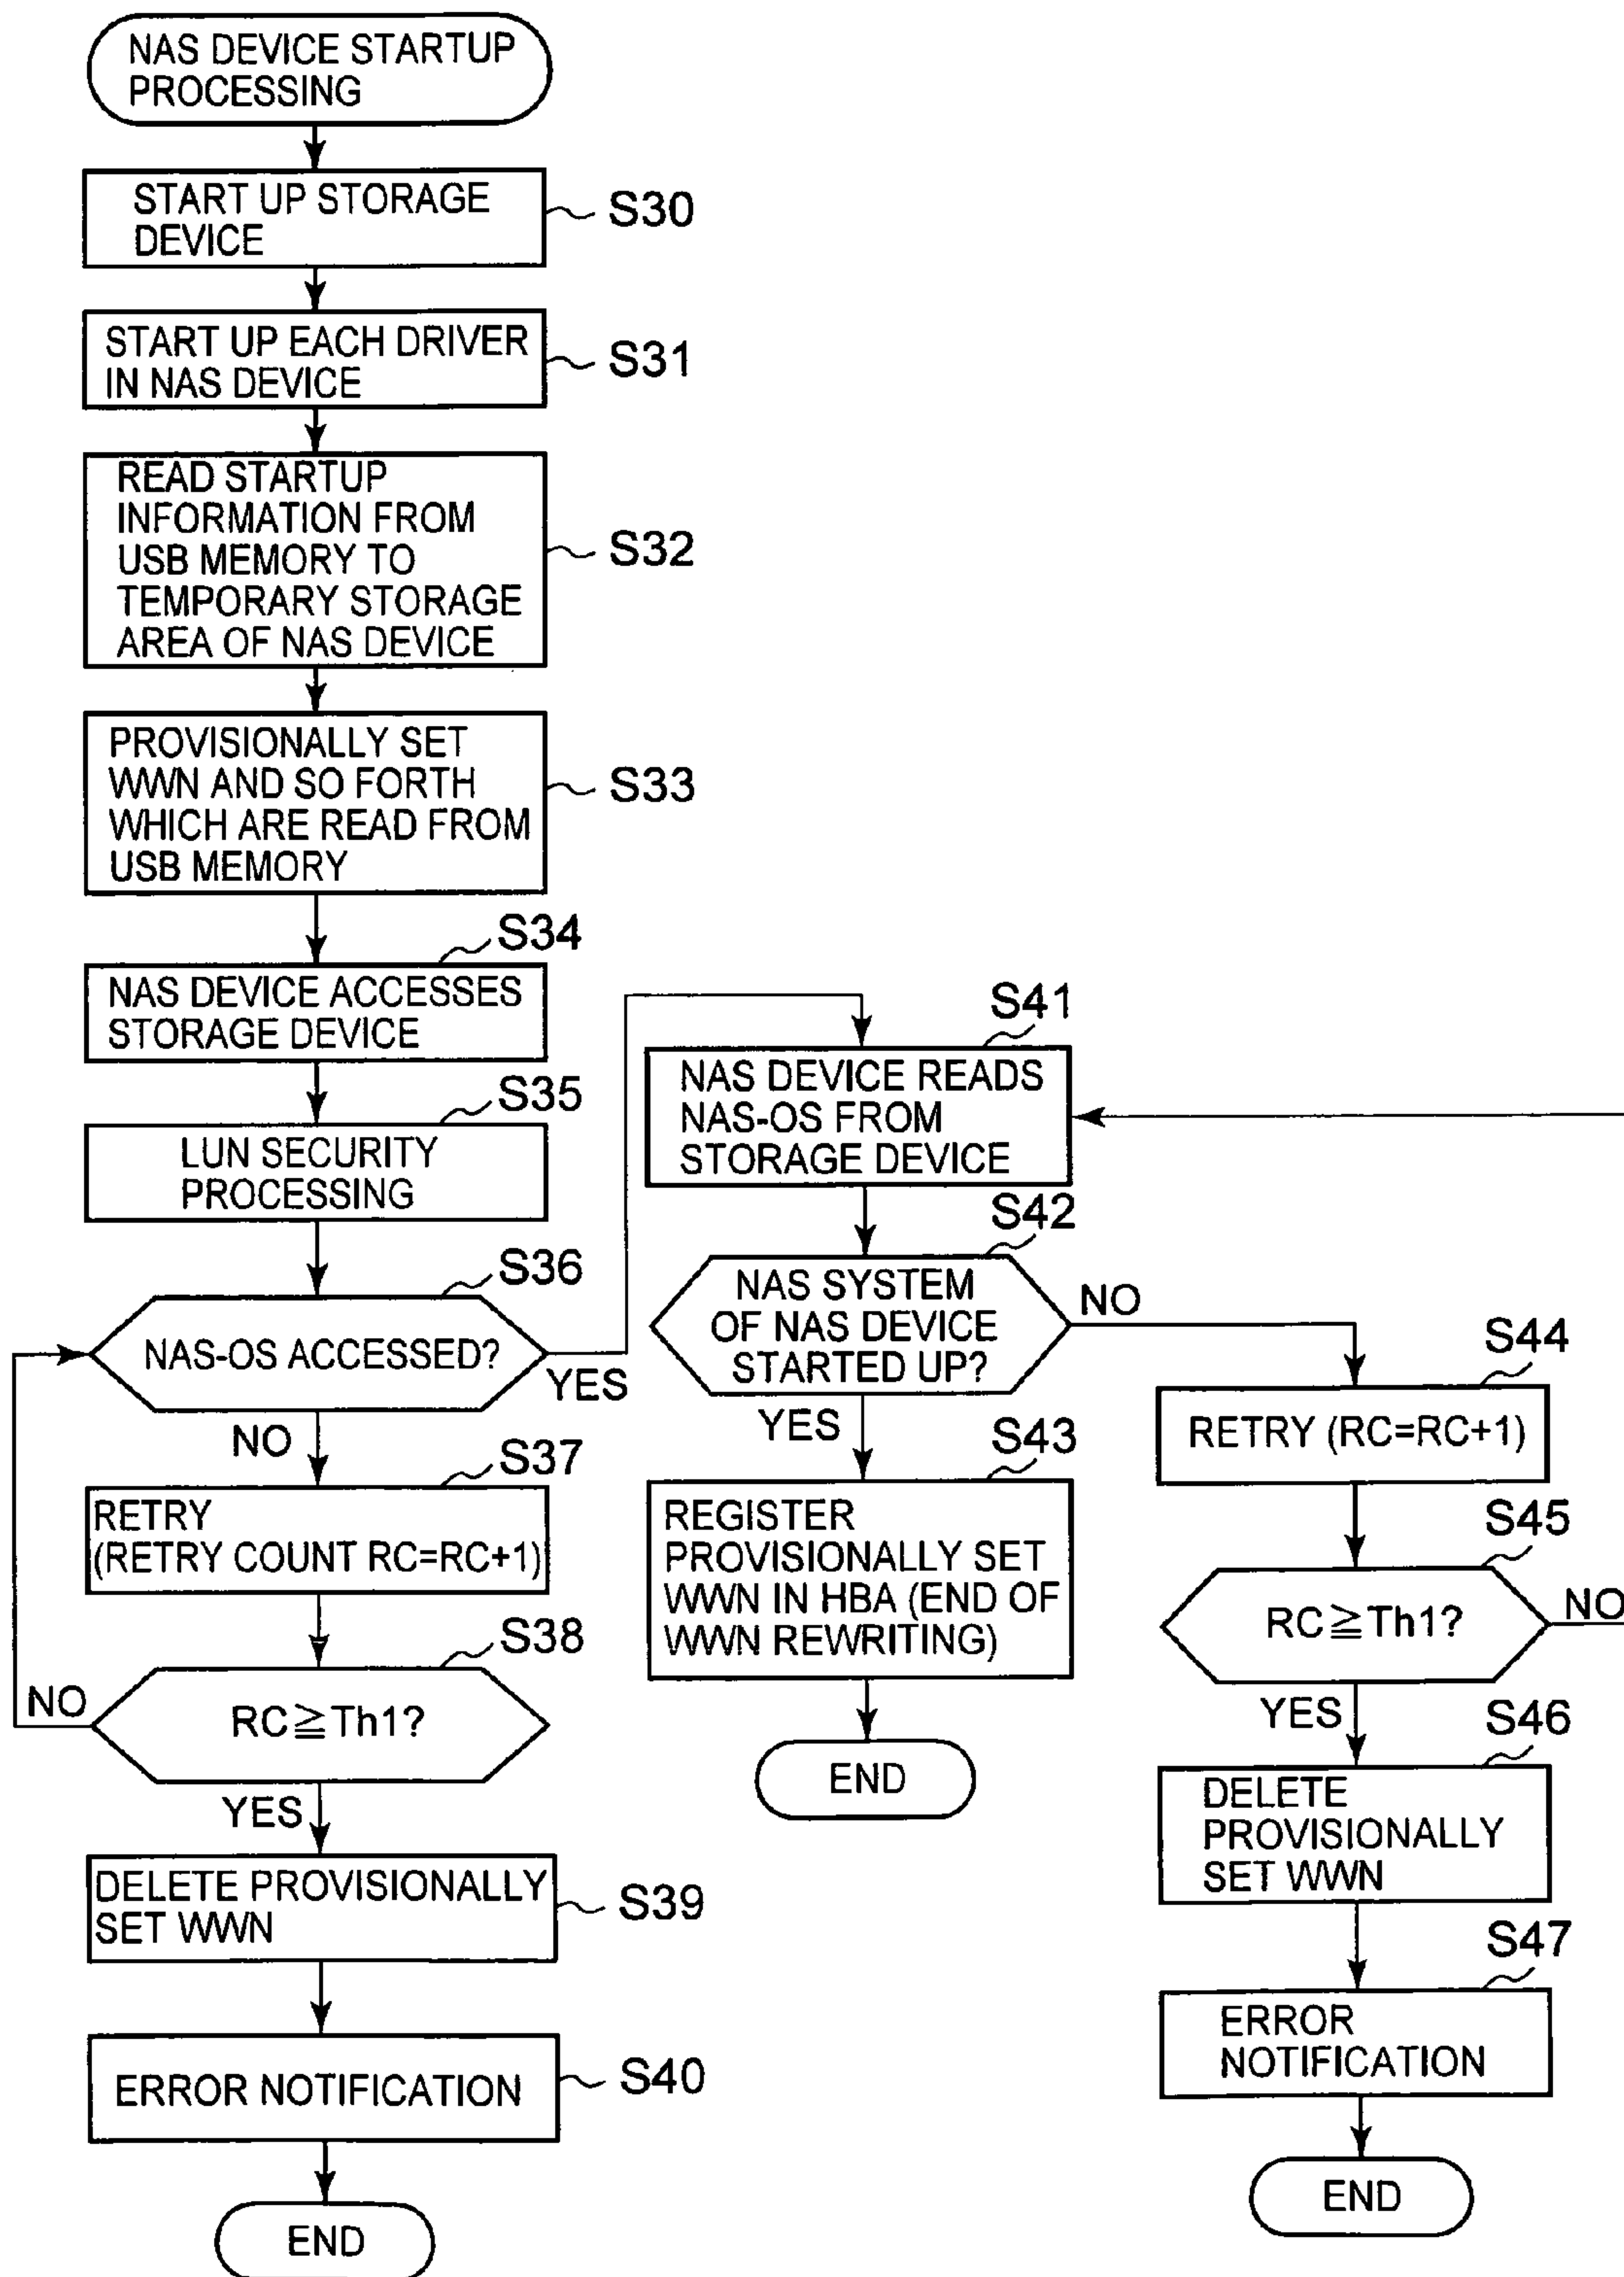 NAS DEVICE STARTUP
PROCESSING
START UP STORAGE
DEVICE
S30
START UP EACH DRIVER
IN NAS DEVICE
S31
READ STARTUP
INFORMATION FROM
USB MEMORY TO
TEMPORARY STORAGE
AREA OF NAS DEVICE
S32
PROVISIONALLY SET
WWN AND SO FORTH
WHICH ARE READ FROM
USB MEMORY
S33
S34
NAS DEVICE ACCESSES
STORAGE DEVICE
S35
LUN SECURITY
PROCESSING
S36
NAS-OS ACCESSED?
YES
NO
S37
RETRY
(RETRY COUNT RC=RC+1)
S38
RC≧Th1?
NO
YES
DELETE PROVISIONALLY
SET WWN
S39
ERROR NOTIFICATION
S40
END
S41
NAS DEVICE READS
NAS-OS FROM
STORAGE DEVICE
S42
NAS SYSTEM
OF NAS DEVICE
STARTED UP?
NO
YES
S43
REGISTER
PROVISIONALLY SET
WWN IN HBA (END OF
WWN REWRITING)
END
S44
RETRY (RC=RC+1)
S45
RC≧Th1?
NO
YES
S46
DELETE
PROVISIONALLY
SET WWN
S47
ERROR
NOTIFICATION
END